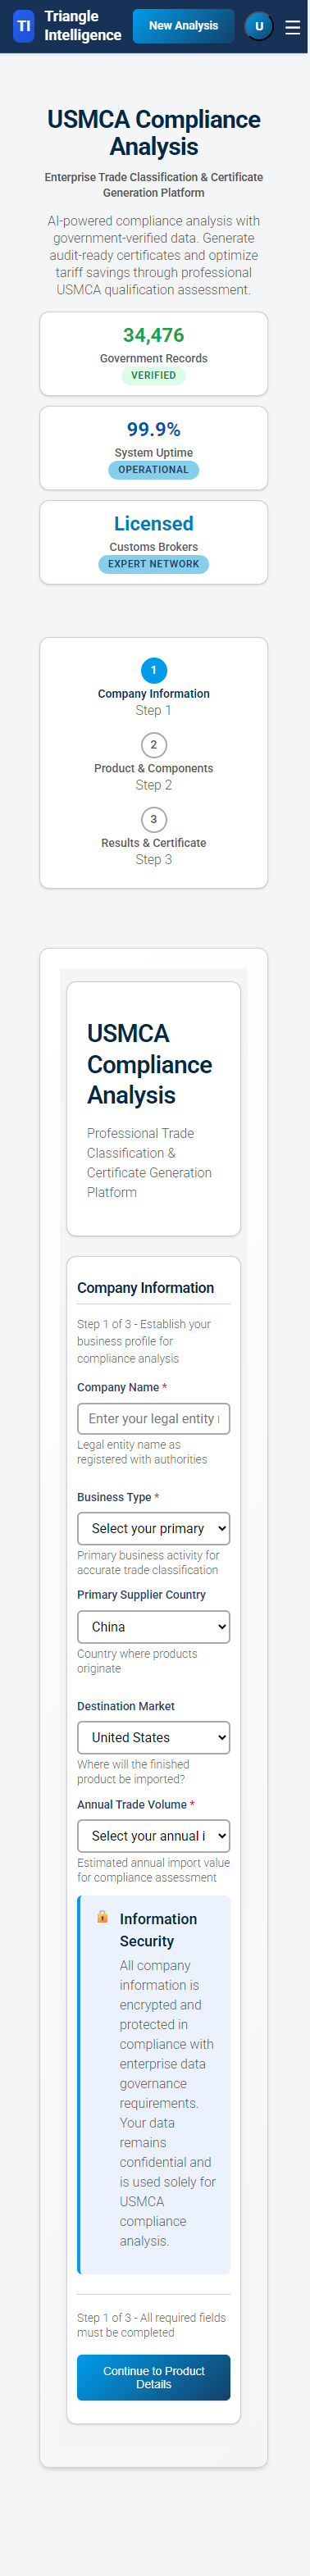 TI
Triangle
Intelligence
New Analysis
U
USMCA Compliance
Analysis
Enterprise Trade Classification & Certificate
Generation Platform
AI-powered compliance analysis with
government-verified data. Generate
audit-ready certificates and optimize
tariff savings through professional
USMCA qualification assessment.
34,476
Government Records
VERIFIED
99.9%
System Uptime
OPERATIONAL
Licensed
Customs Brokers
EXPERT NETWORK
1
Company Information
Step 1
2
Product & Components
Step 2
3
Results & Certificate
Step 3
USMCA
Compliance
Analysis
Professional Trade
Classification &
Certificate Generation
Platform
Company Information
Step 1 of 3 - Establish your
business profile for
compliance analysis
Company Name *
Enter your legal entity
Legal entity name as
registered with authorities
Business Type *
Select your primary
Primary business activity for
accurate trade classification
Primary Supplier Country
China
Country where products
originate
Destination Market
United States
Where will the finished
product be imported?
Annual Trade Volume *
Select your annual i
Estimated annual import value
for compliance assessment
Information
Security
All company
information is
encrypted and
protected in
compliance with
enterprise data
governance
requirements.
Your data
remains
confidential and
is used solely for
USMCA
compliance
analysis.
Step 1 of 3 - All required fields
must be completed
Continue to Product
Details